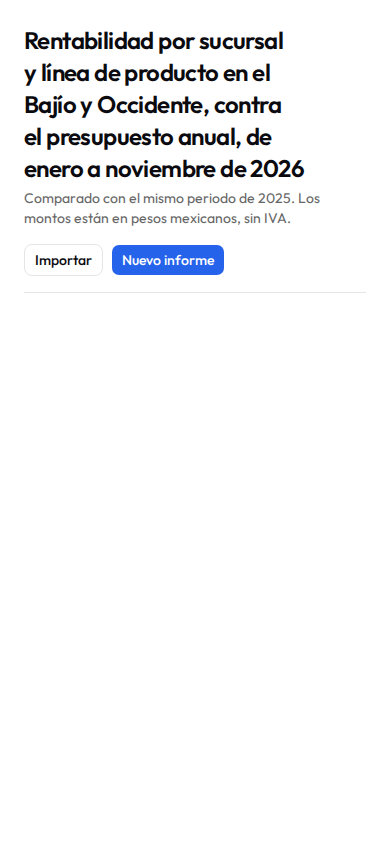 Rentabilidad por sucursal
y línea de producto en el
Bajío y Occidente, contra
el presupuesto anual, de
enero a noviembre de 2026
Comparado con el mismo periodo de 2025. Los
montos están en pesos mexicanos, sin IVA.
Importar
Nuevo informe